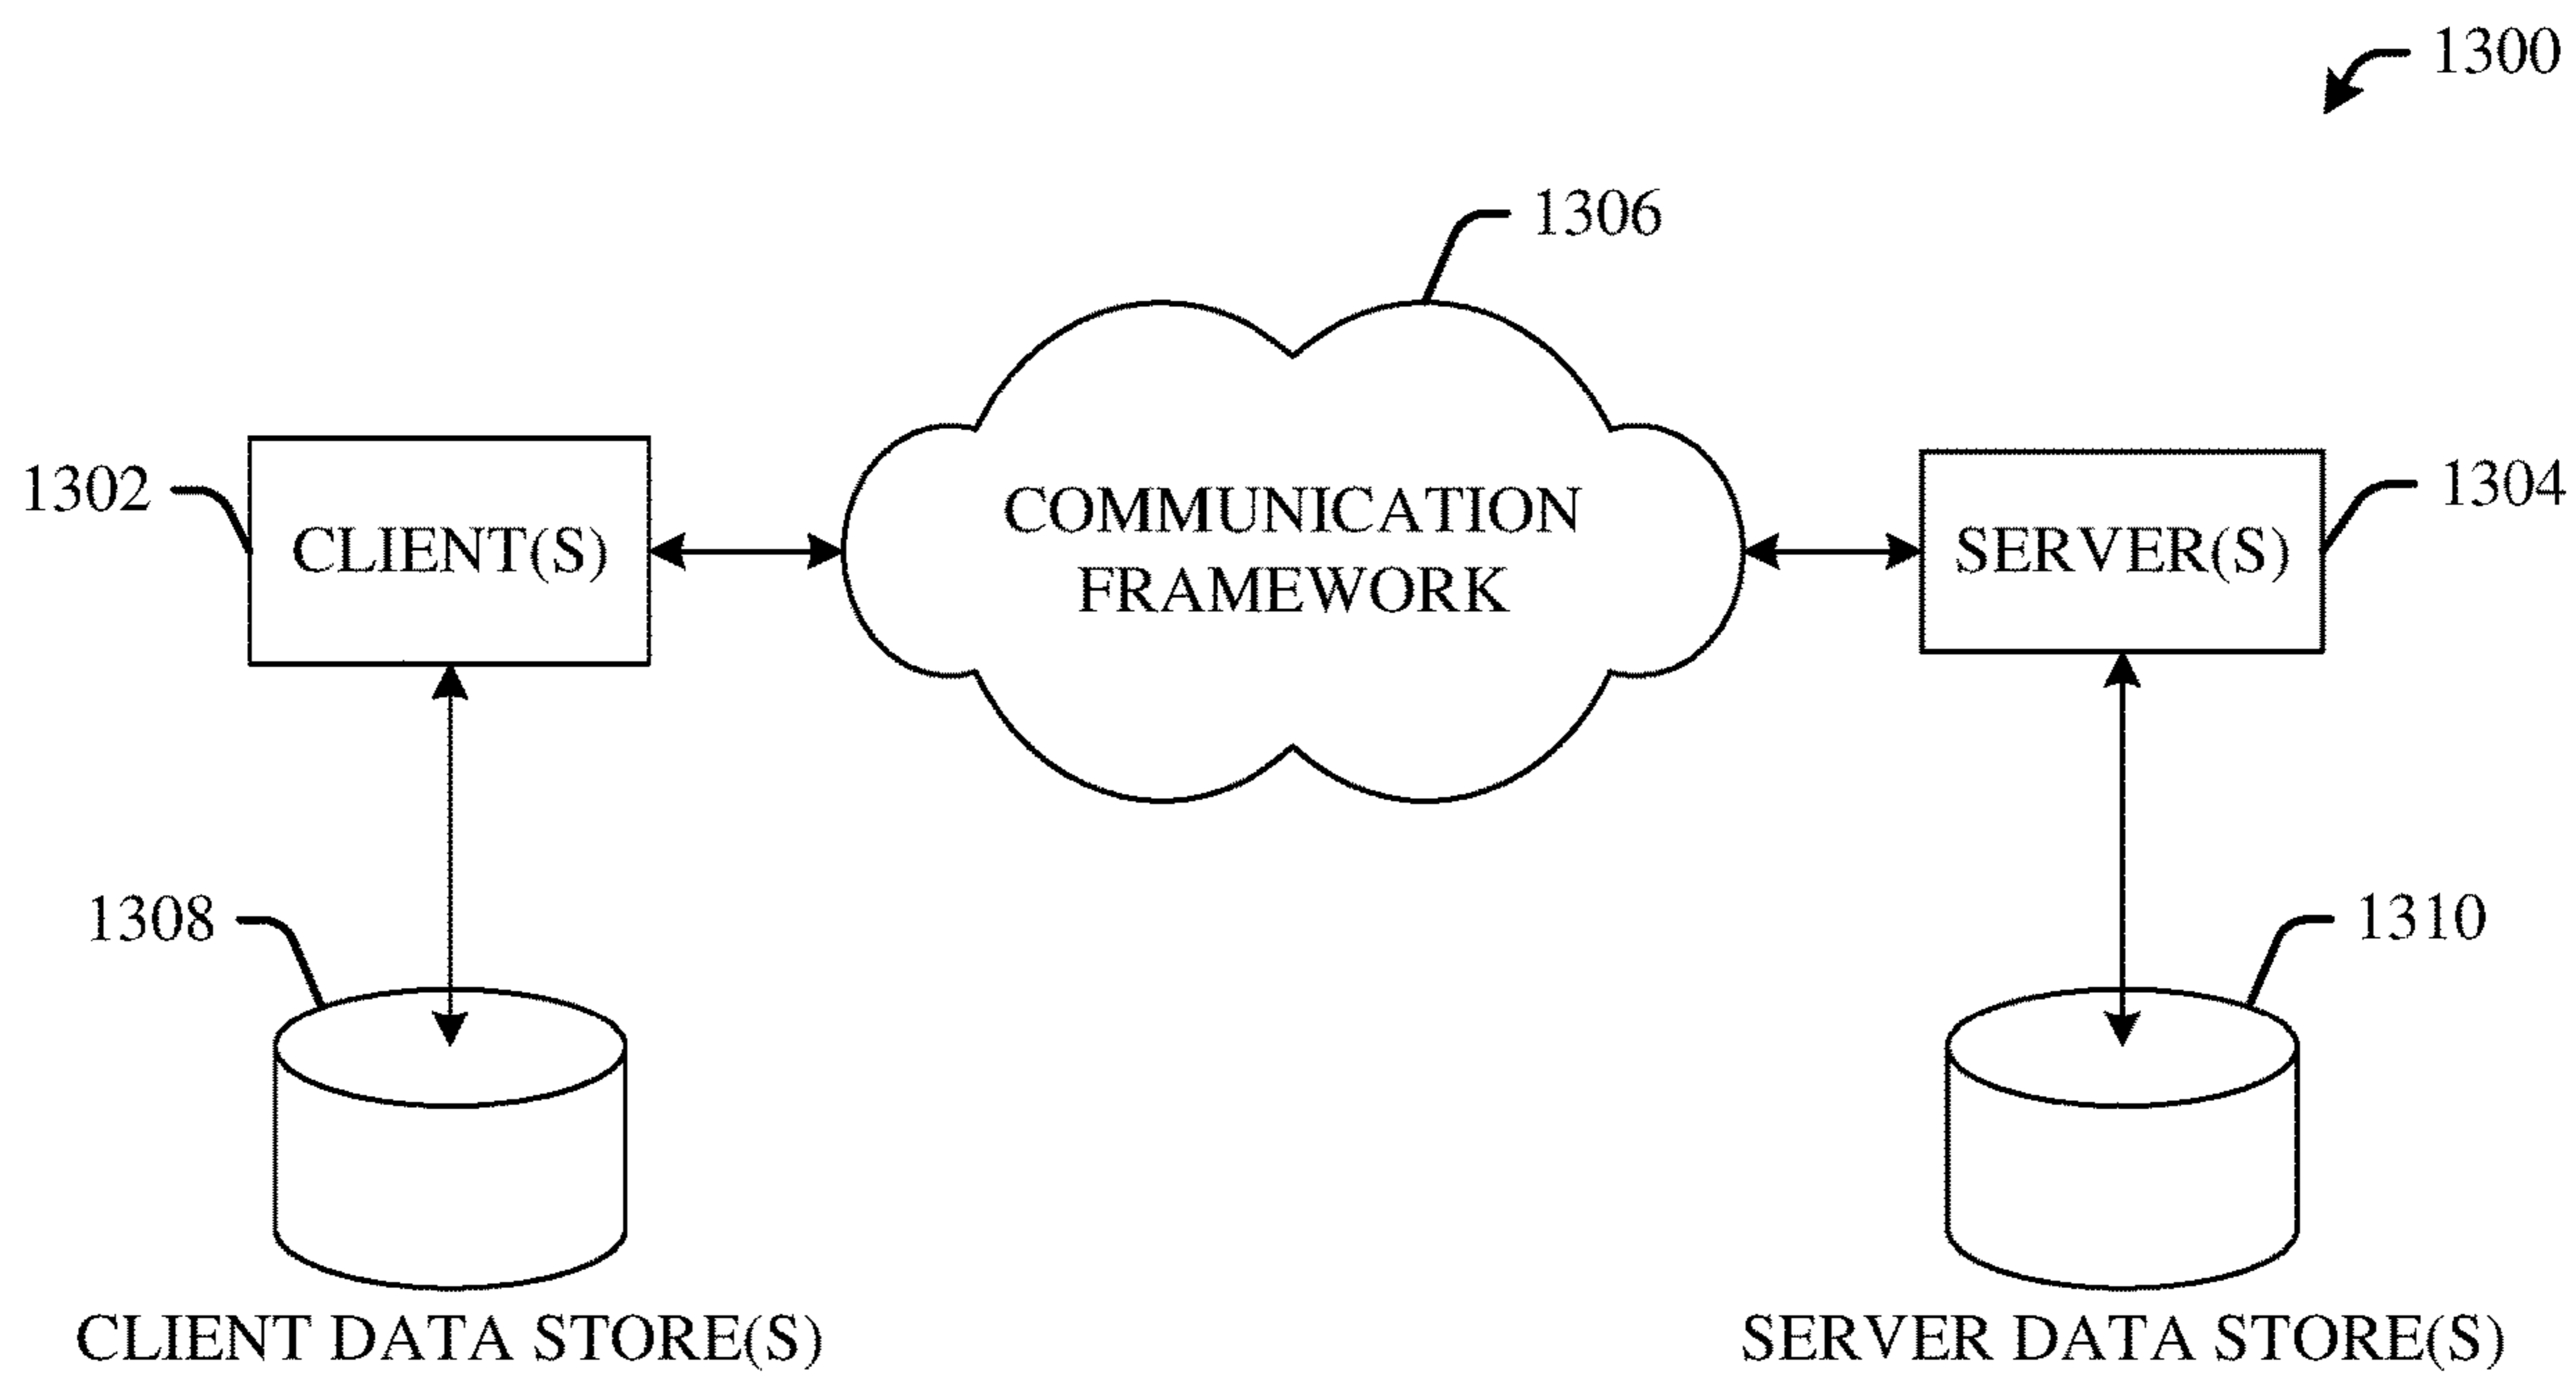 1300
1306
1302
CLIENT(S)
COMMUNICATION
FRAMEWORK
SERVER(S)
1304
1308
1310
CLIENT DATA STORE(S)
SERVER DATA STORE(S)